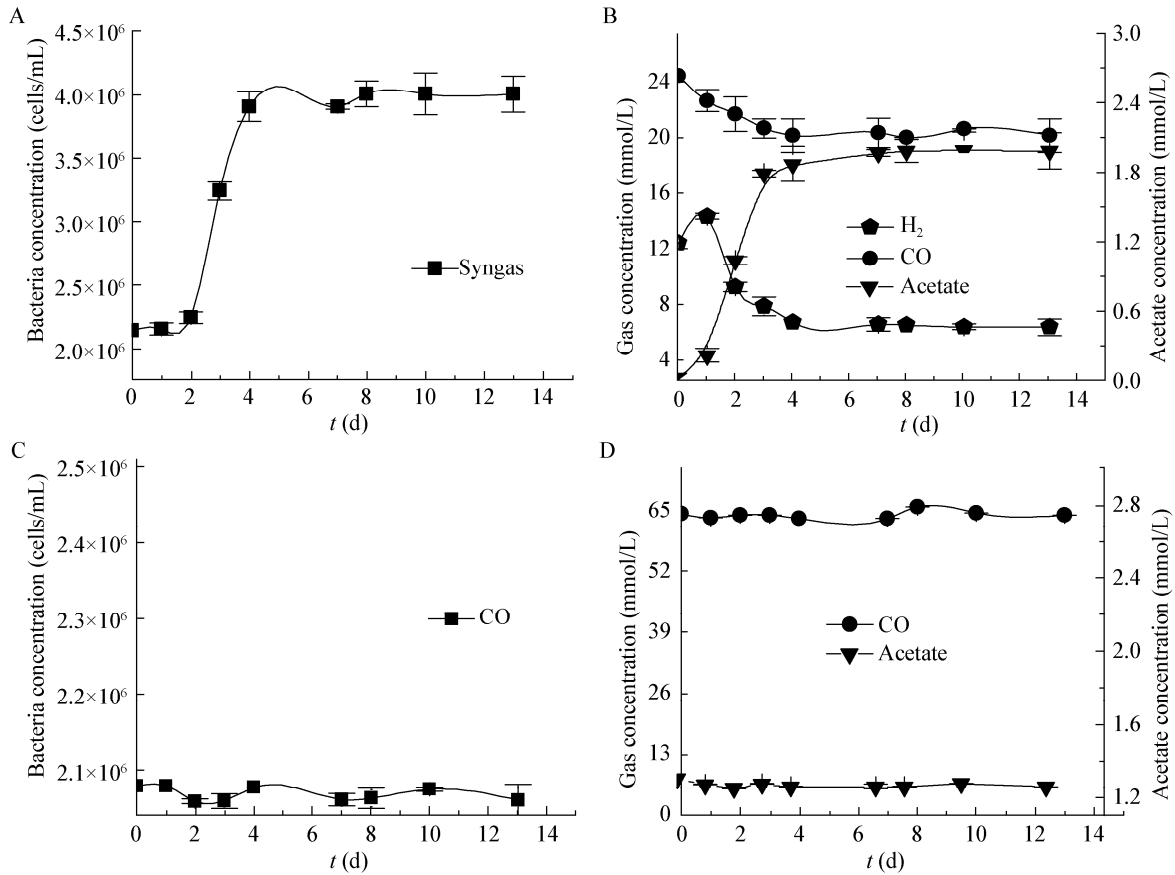 A
Bacteria concentration (cells/mL)
4.5×10⁶
4.0×10⁶
3.5×10⁶
3.0×10⁶
2.5×10⁶
2.0×10⁶
Syngas
0 2 4 6 8 10 12 14
t (d)
B
Gas concentration (mmol/L)
24
20
16
12
8
4
H₂
CO
Acetate
3.0
2.4
1.8
1.2
0.6
0.0
Acetate concentration (mmol/L)
0 2 4 6 8 10 12 14
t (d)
C
Bacteria concentration (cells/mL)
2.5×10⁶
2.4×10⁶
2.3×10⁶
2.2×10⁶
2.1×10⁶
CO
0 2 4 6 8 10 12 14
t (d)
D
Gas concentration (mmol/L)
65
52
39
26
13
0
CO
Acetate
2.8
2.4
2.0
1.6
1.2
Acetate concentration (mmol/L)
0 2 4 6 8 10 12 14
t (d)